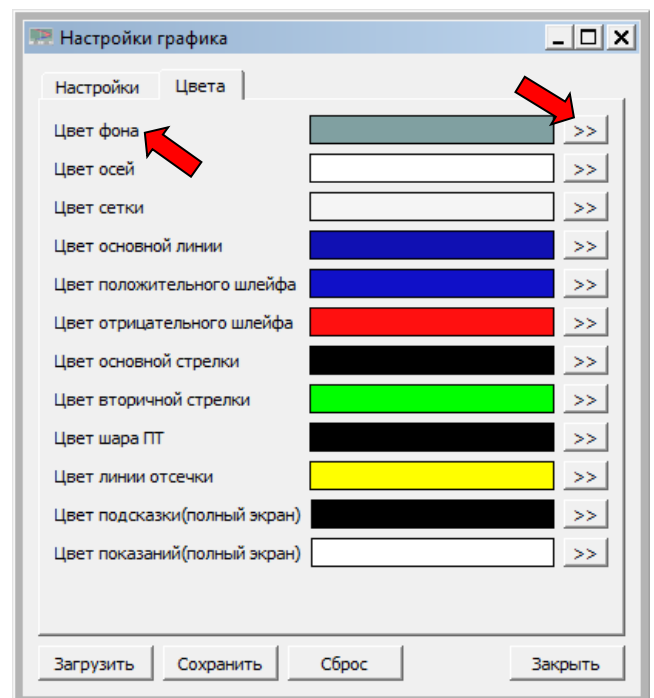 Настройки графика
Настройки Цвета
Цвет фона >>
Цвет осей >>
Цвет сетки >>
Цвет основной линии >>
Цвет положительного шлейфа >>
Цвет отрицательного шлейфа >>
Цвет основной стрелки >>
Цвет вторичной стрелки >>
Цвет шара ПТ >>
Цвет линии отсечки >>
Цвет подсказки(полный экран) >>
Цвет показаний(полный экран) >>
Загрузить Сохранить Сброс Закрыть